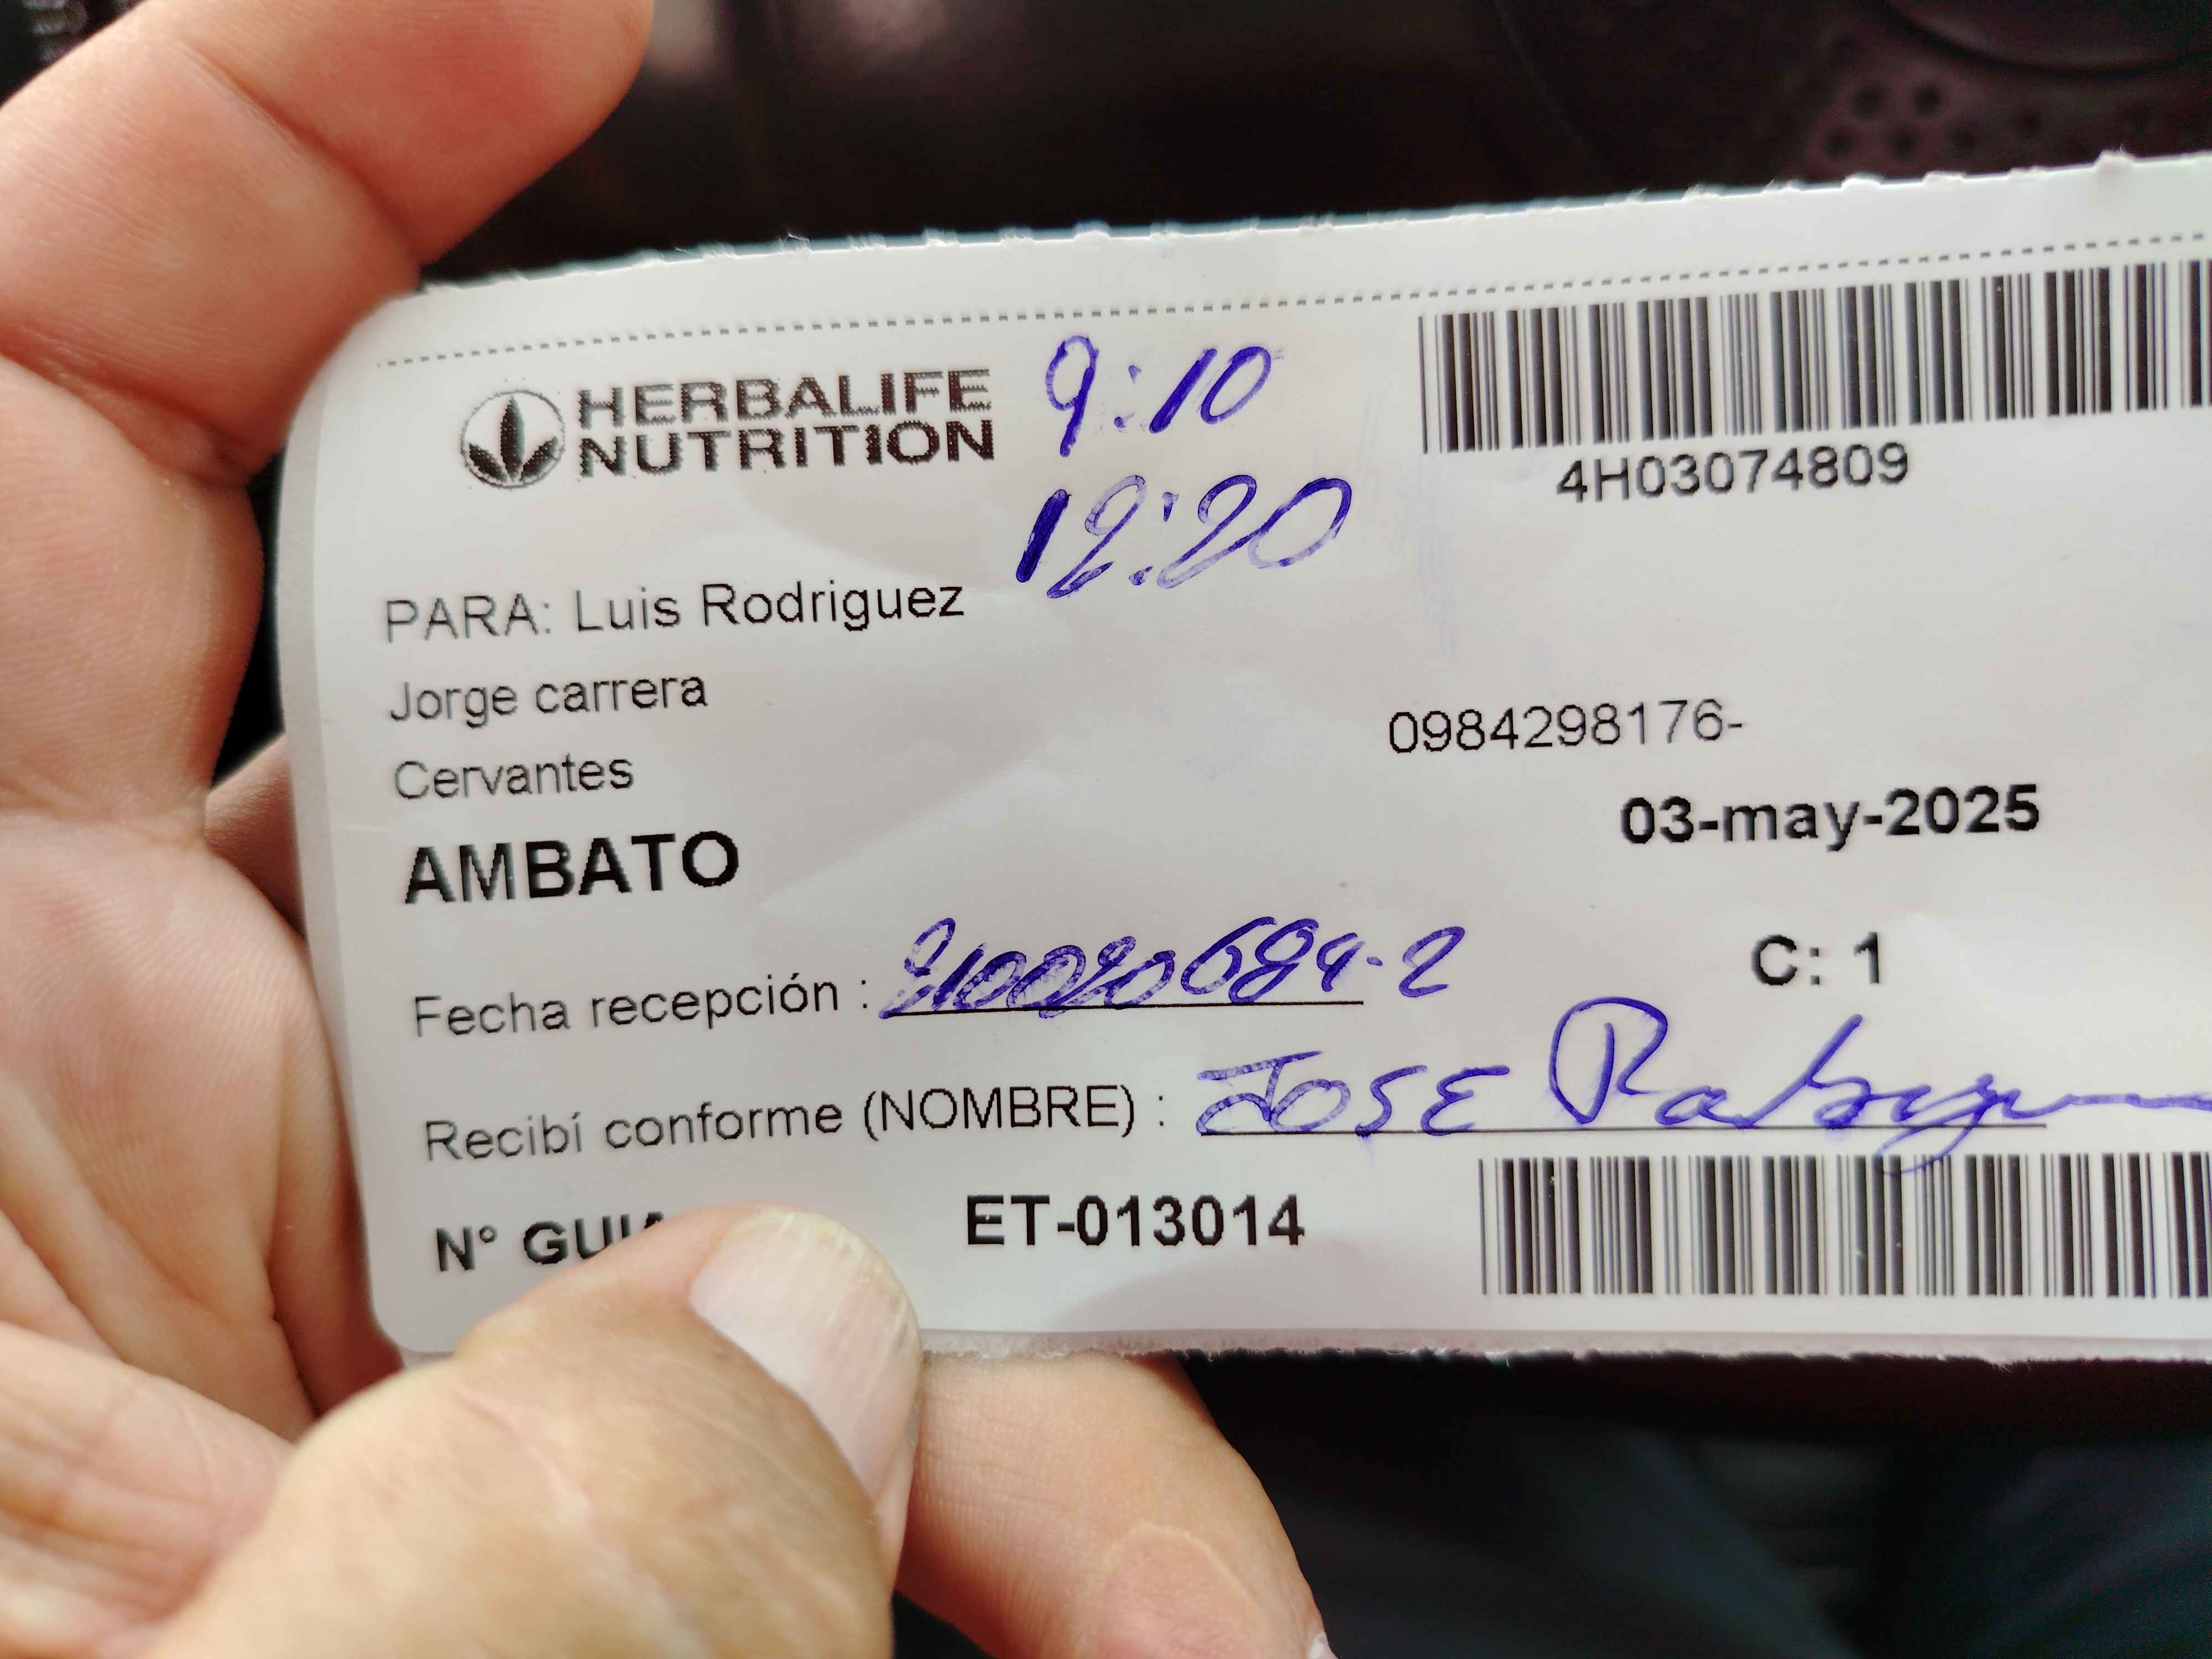 HERBALIFE
NUTRITION
9:10
12:20
4H03074809
PARA: Luis Rodriguez
Jorge carrera
Cervantes
0984298176-
03-may-2025
AMBATO
C: 1
Fecha recepción :
Recibí conforme (NOMBRE) : JOSE
N° GUIA ET-013014